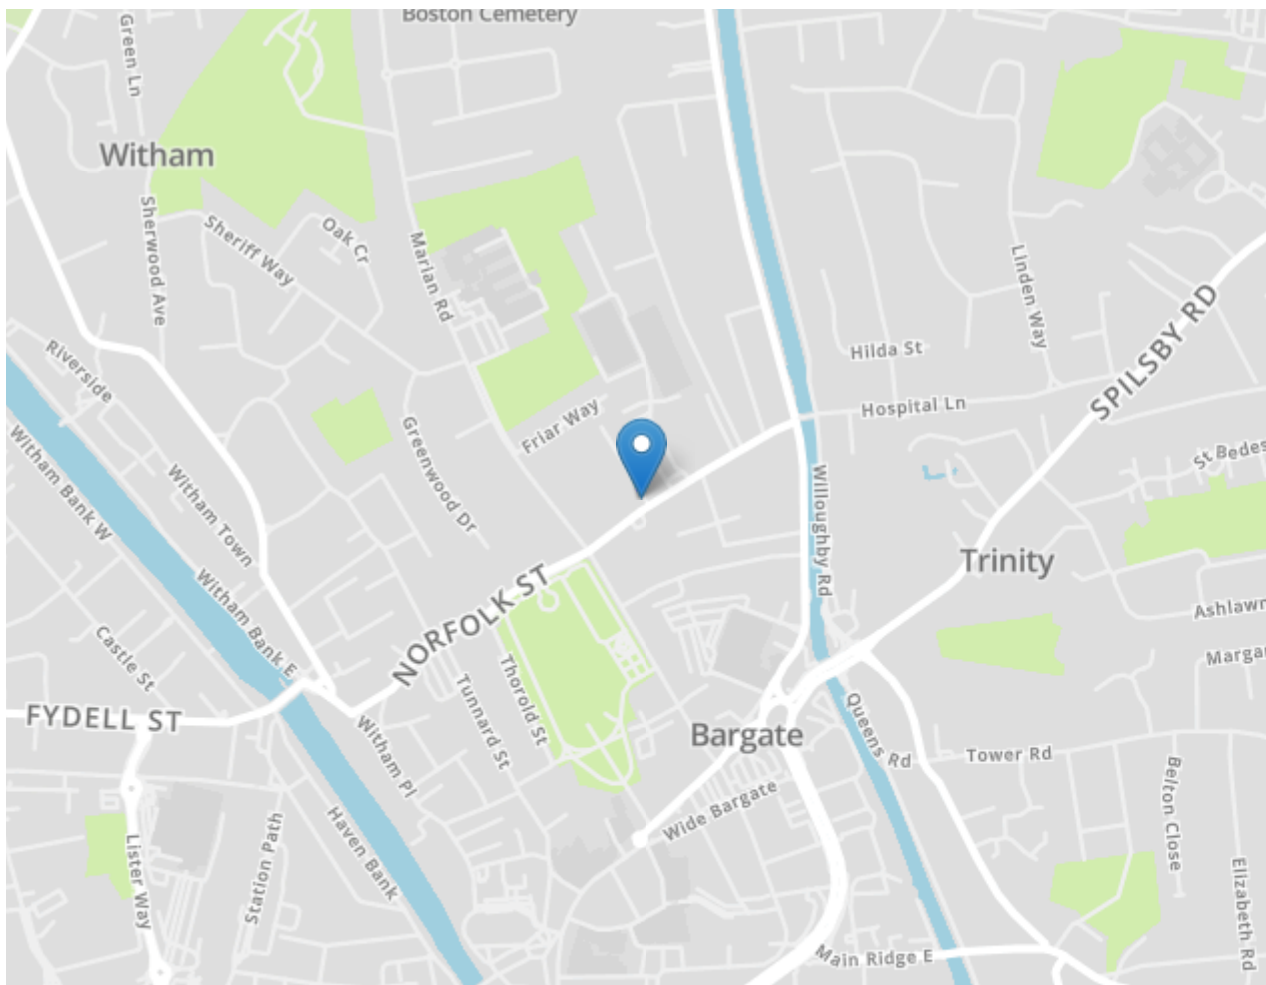 Boston Cemetery
Green Ln
Witham
Sherwood Ave
Sheriff Way
Oak Cr
Marian Rd
Linden Way
SPILSBY RD
Riverside
Hilda St
Hospital Ln
Friar Way
Greenwood Dr
Witham Bank W
Witham Town
St Bedes
Willoughby Rd
Trinity
Witham Bank E
NORFOLK ST
Ashlawn
Castle St
Thorold St
Tunnard St
Margar
FYDELL ST
Witham Pl
Bargate
Queens Rd
Tower Rd
Belton Close
Wide Bargate
Lister Way
Station Path
Haven Bank
Elizabeth Rd
Main Ridge E